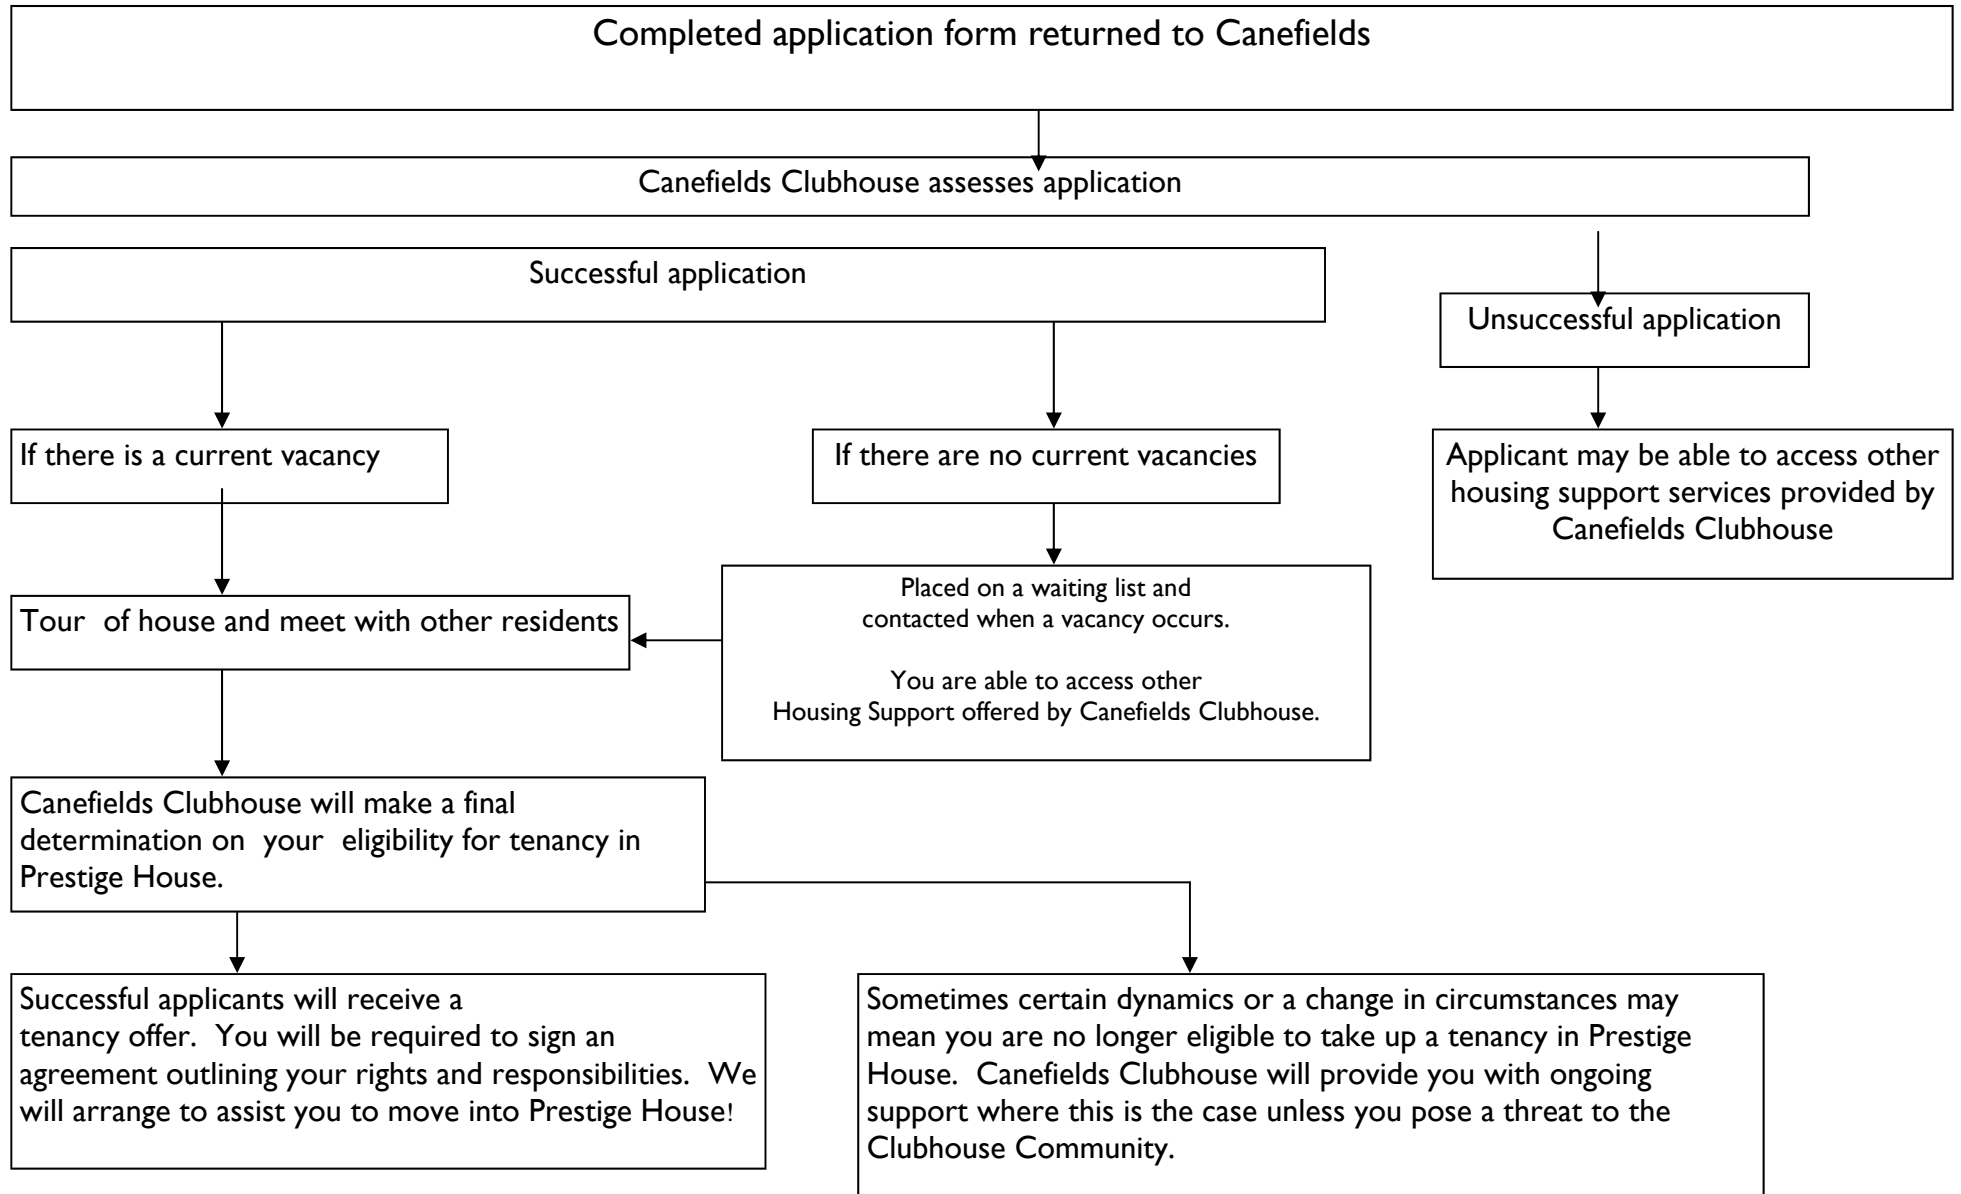 Completed application form returned to Canefields
Canefields Clubhouse assesses application
Successful application
Unsuccessful application
If there is a current vacancy
If there are no current vacancies
Applicant may be able to access other
housing support services provided by
Canefields Clubhouse
Tour of house and meet with other residents
Placed on a waiting list and
contacted when a vacancy occurs.
You are able to access other
Housing Support offered by Canefields Clubhouse.
Canefields Clubhouse will make a final
determination on your eligibility for tenancy in
Prestige House.
Successful applicants will receive a
tenancy offer. You will be required to sign an
agreement outlining your rights and responsibilities. We
will arrange to assist you to move into Prestige House!
Sometimes certain dynamics or a change in circumstances may
mean you are no longer eligible to take up a tenancy in Prestige
House. Canefields Clubhouse will provide you with ongoing
support where this is the case unless you pose a threat to the
Clubhouse Community.